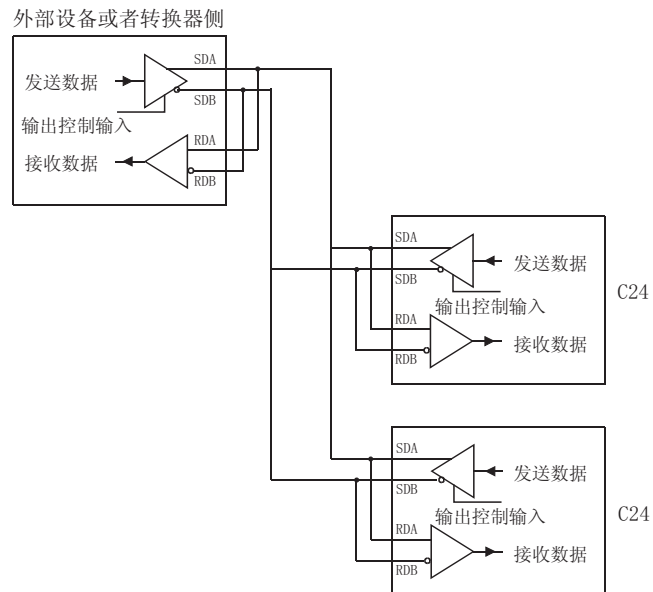 外部设备或者转换器侧
SDA
发送数据
SDB
输出控制输入
RDA
接收数据
RDB
SDA
发送数据
SDB
C24
输出控制输入
RDA
接收数据
RDB
SDA
发送数据
SDB
输出控制输入
C24
RDA
接收数据
RDB